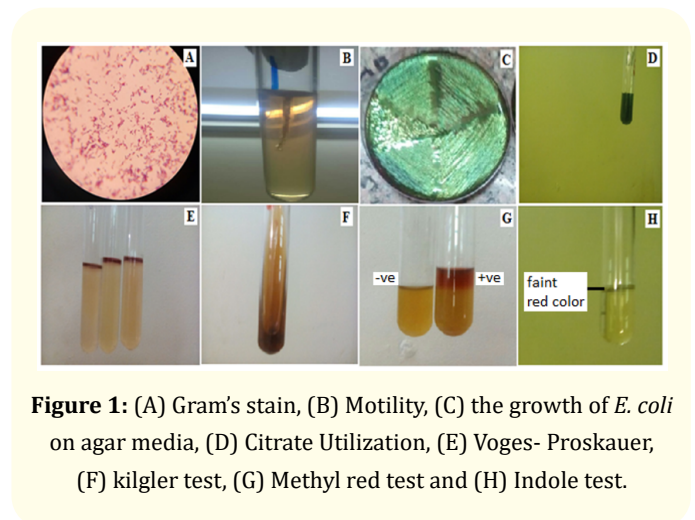 A
B
C
D
E
F
G
-ve
+ve
H
faint
red color
Figure 1: (A) Gram’s stain, (B) Motility, (C) the growth of E. coli
on agar media, (D) Citrate Utilization, (E) Voges- Proskauer,
(F) kilgler test, (G) Methyl red test and (H) Indole test.